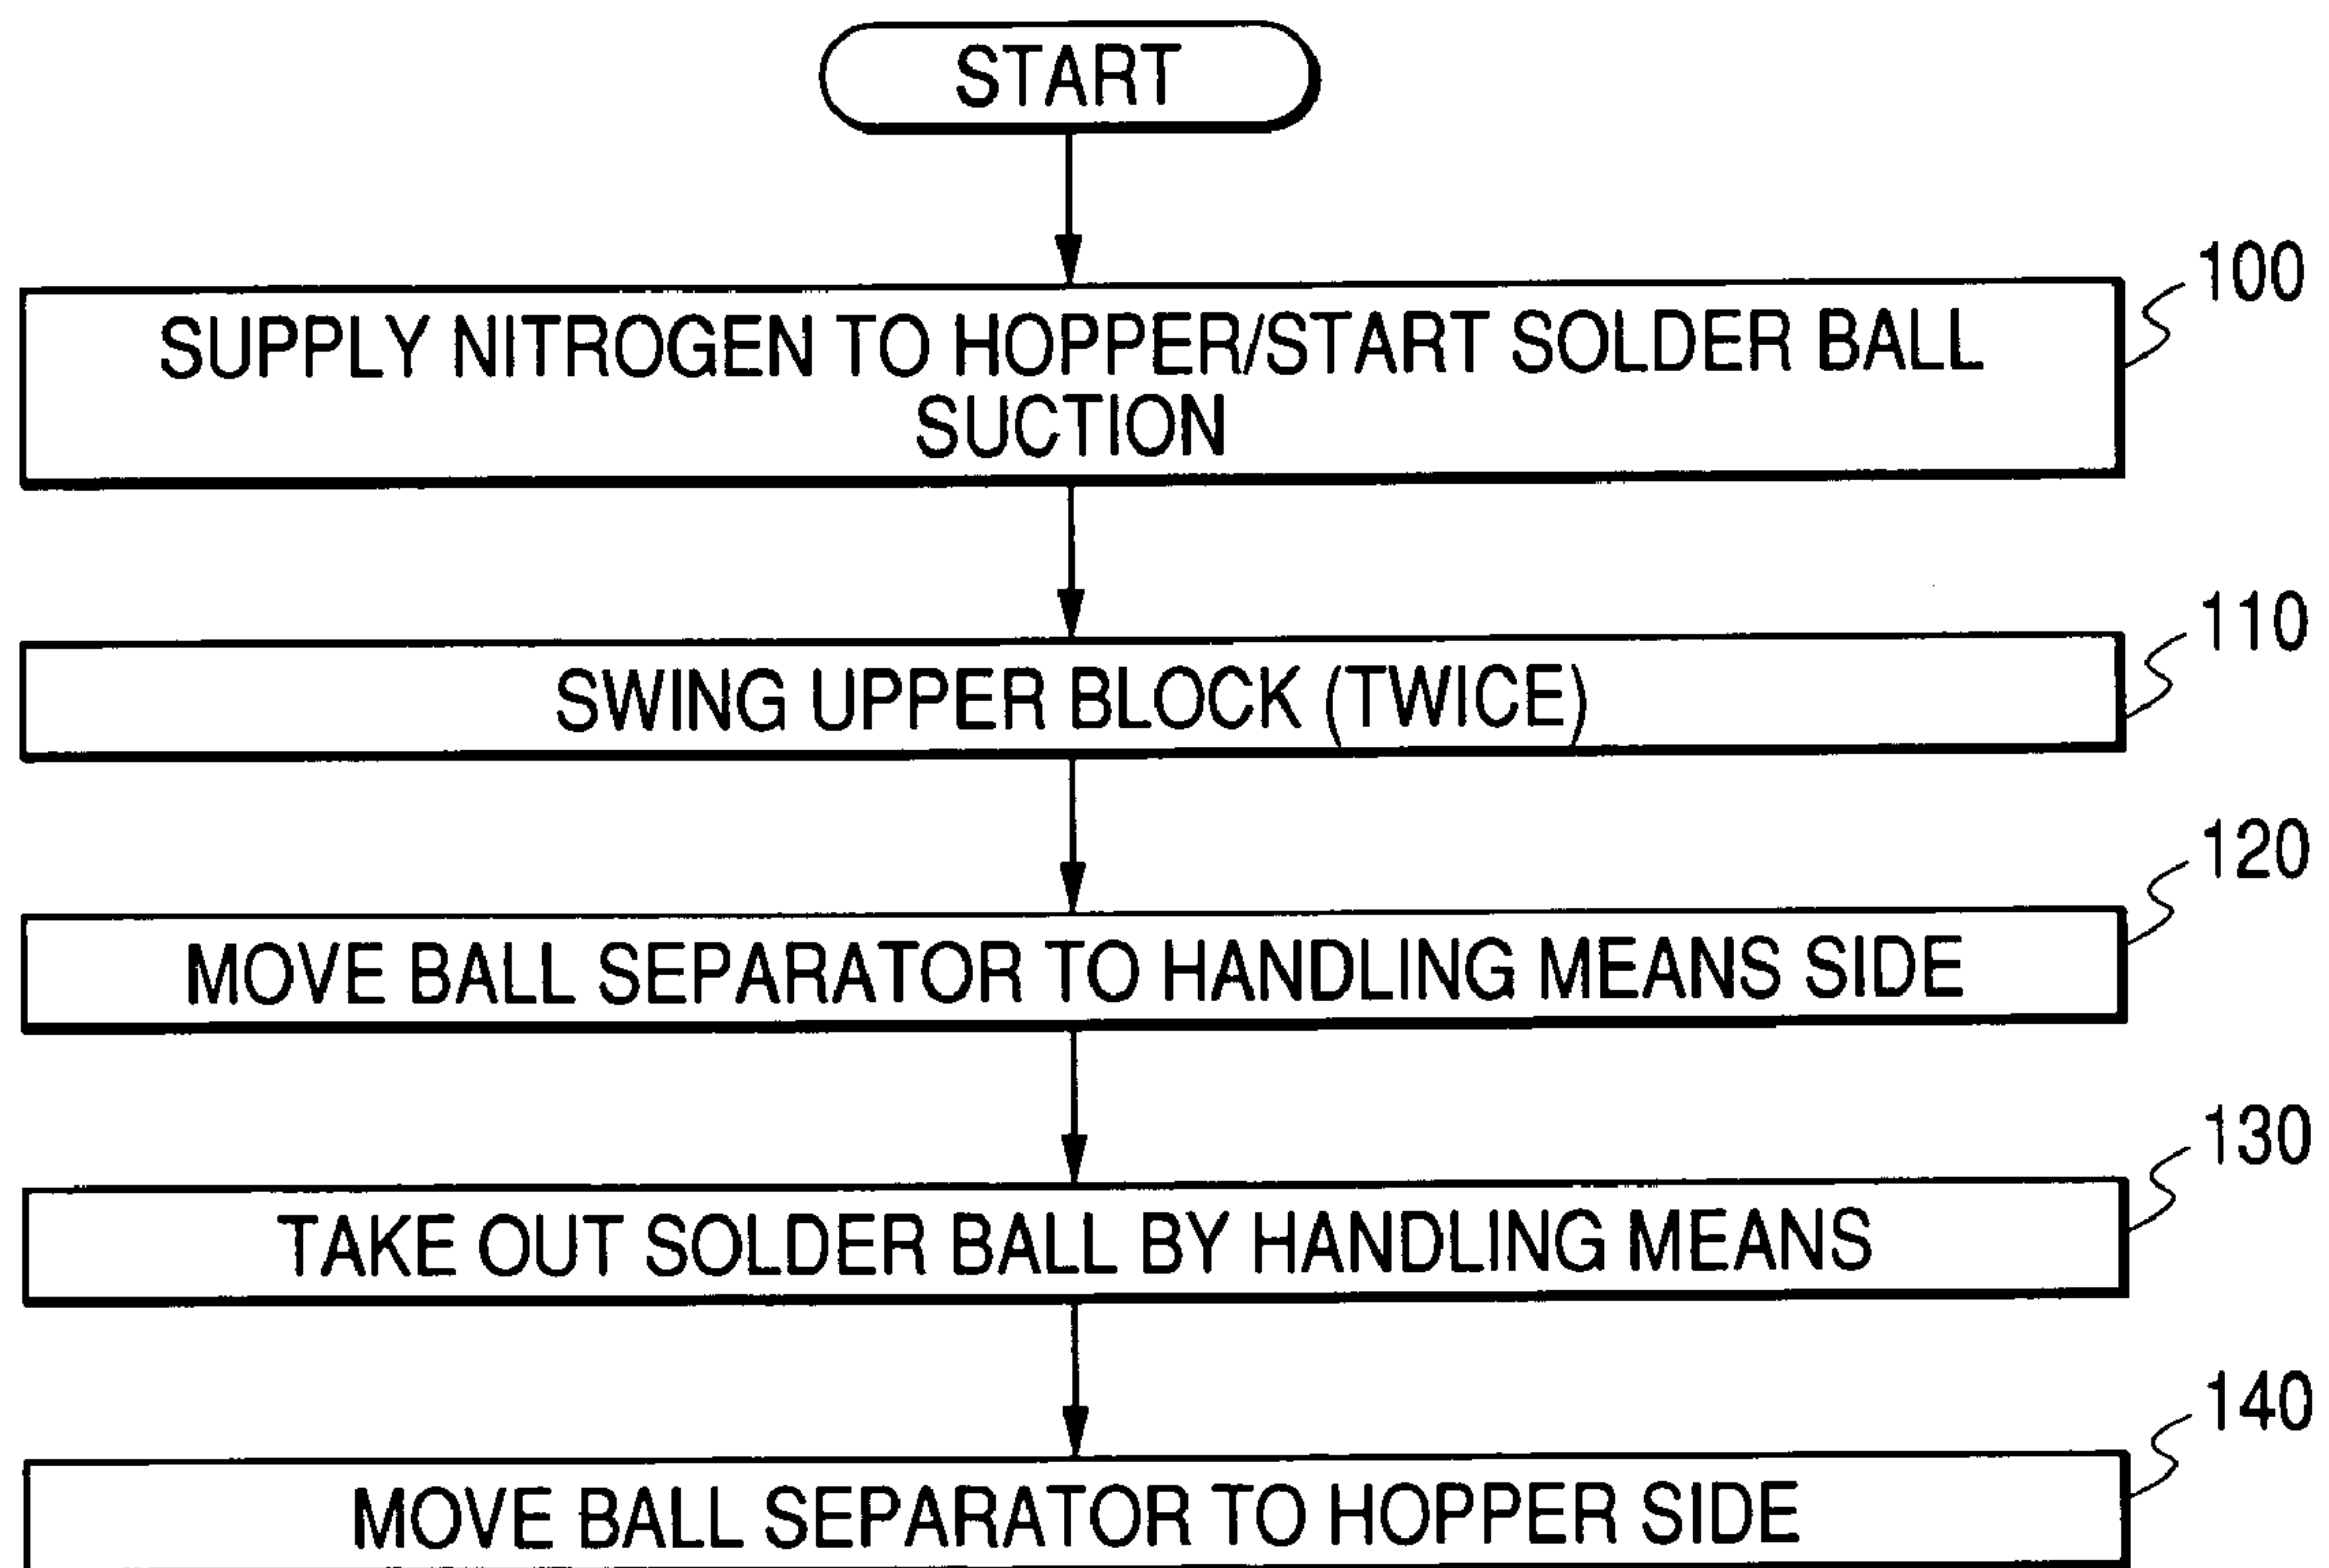 START
100
SUPPLY NITROGEN TO HOPPER/START SOLDER BALL
SUCTION
110
SWING UPPER BLOCK (TWICE)
120
MOVE BALL SEPARATOR TO HANDLING MEANS SIDE
130
TAKE OUT SOLDER BALL BY HANDLING MEANS
140
MOVE BALL SEPARATOR TO HOPPER SIDE